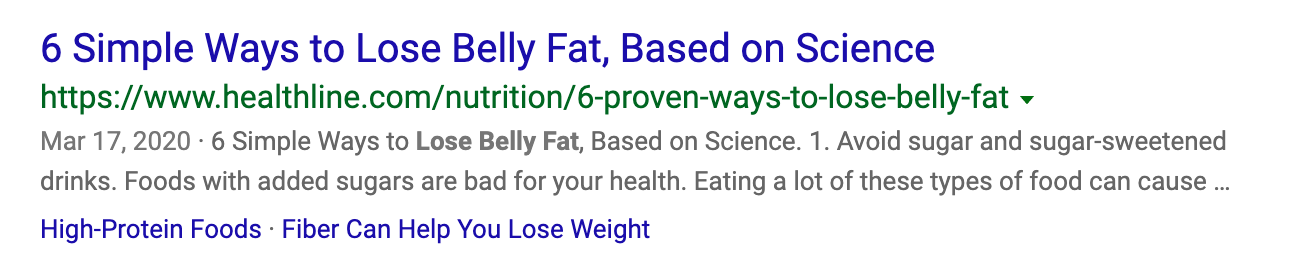 6 Simple Ways to Lose Belly Fat, Based on Science
https://www.healthline.com/nutrition/6-proven-ways-to-lose-belly-fat
Mar 17, 2020 · 6 Simple Ways to Lose Belly Fat, Based on Science. 1. Avoid sugar and sugar-sweetened
drinks. Foods with added sugars are bad for your health. Eating a lot of these types of food can cause ...
High-Protein Foods · Fiber Can Help You Lose Weight